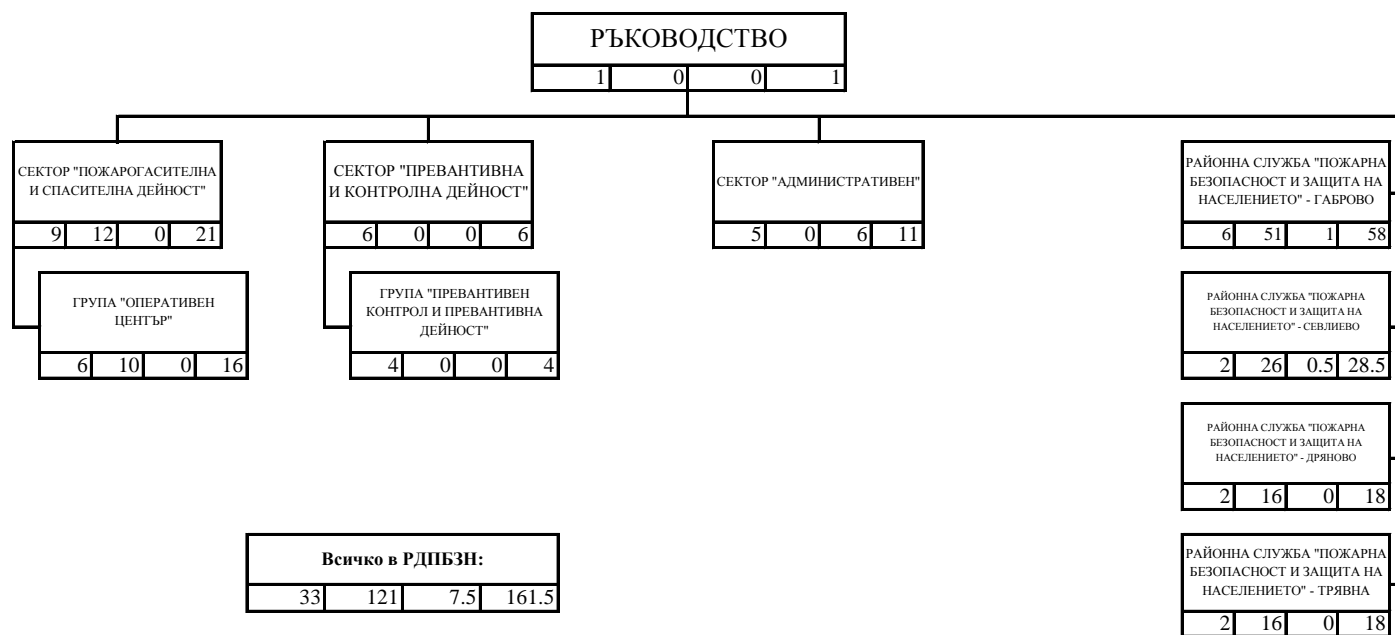 РЪКОВОДСТВО
1 0 0 1
СЕКТОР "ПОЖАРОГАСИТЕЛНА
И СПАСИТЕЛНА ДЕЙНОСТ"
9 12 0 21
ГРУПА "ОПЕРАТИВЕН
ЦЕНТЪР"
6 10 0 16
СЕКТОР "ПРЕВАНТИВНА
И КОНТРОЛНА ДЕЙНОСТ"
6 0 0 6
ГРУПА "ПРЕВАНТИВЕН
КОНТРОЛ И ПРЕВАНТИВНА
ДЕЙНОСТ"
4 0 0 4
СЕКТОР "АДМИНИСТРАТИВЕН"
5 0 6 11
РАЙОННА СЛУЖБА "ПОЖАРНА
БЕЗОПАСНОСТ И ЗАЩИТА НА
НАСЕЛЕНИЕТО" - ГАБРОВО
6 51 1 58
РАЙОННА СЛУЖБА "ПОЖАРНА
БЕЗОПАСНОСТ И ЗАЩИТА НА
НАСЕЛЕНИЕТО" - СЕВЛИЕВО
2 26 0.5 28.5
РАЙОННА СЛУЖБА "ПОЖАРНА
БЕЗОПАСНОСТ И ЗАЩИТА НА
НАСЕЛЕНИЕТО" - ДРЯНОВО
2 16 0 18
РАЙОННА СЛУЖБА "ПОЖАРНА
БЕЗОПАСНОСТ И ЗАЩИТА НА
НАСЕЛЕНИЕТО" - ТРЯВНА
2 16 0 18
Всичко в РДПБЗН:
33 121 7.5 161.5